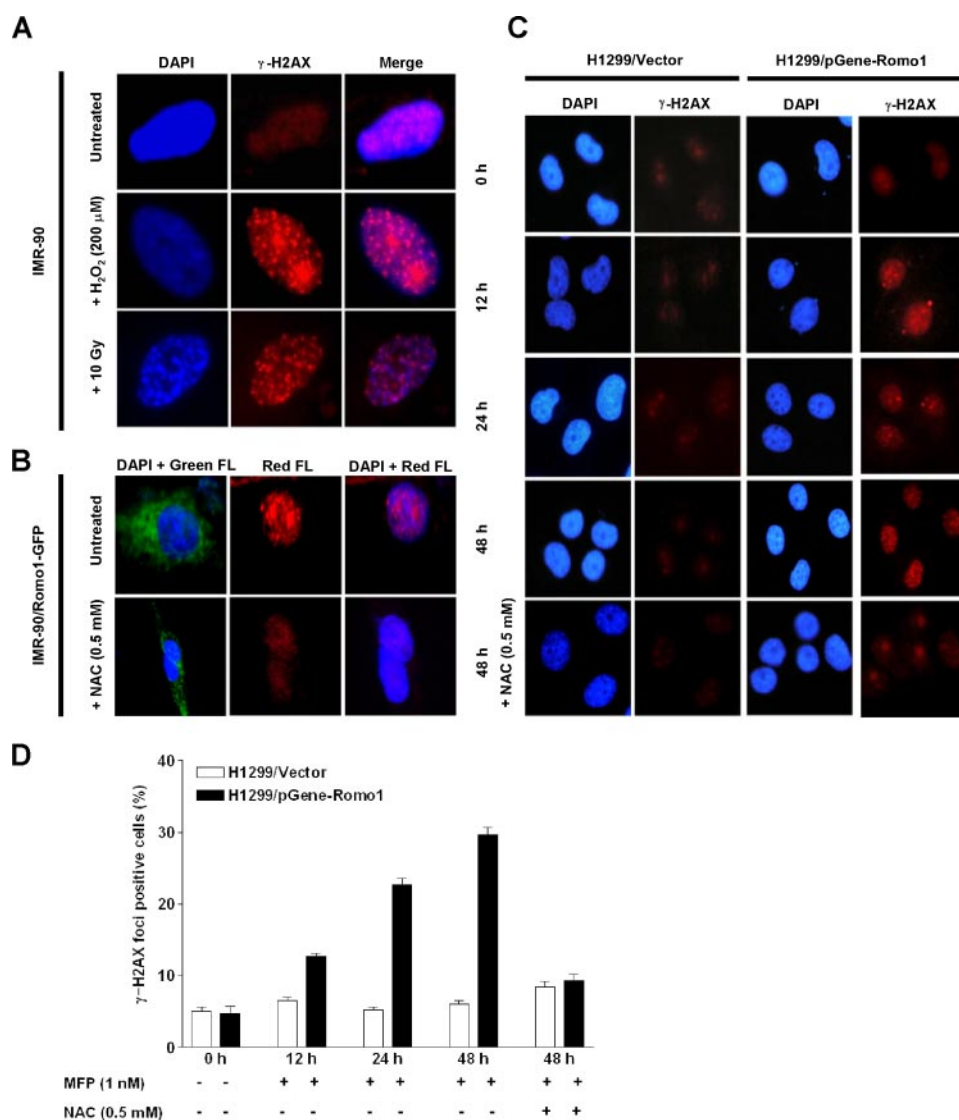 A
DAPI γ-H2AX Merge
IMR-90
Untreated
+ H₂O₂ (200 μM)
+ 10 Gy
B
DAPI + Green FL Red FL DAPI + Red FL
IMR-90/Romo1-GFP
Untreated
+ NAC (0.5 mM)
C
H1299/Vector H1299/pGene-Romo1
DAPI γ-H2AX DAPI γ-H2AX
0 h
12 h
24 h
48 h
48 h
+ NAC (0.5 mM)
D
γ-H2AX foci positive cells (%)
40
30
20
10
0
H1299/Vector
H1299/pGene-Romo1
0 h 12 h 24 h 48 h 48 h
MFP (1 nM) - - + + + + + + + +
NAC (0.5 mM) - - - - - - - - + +